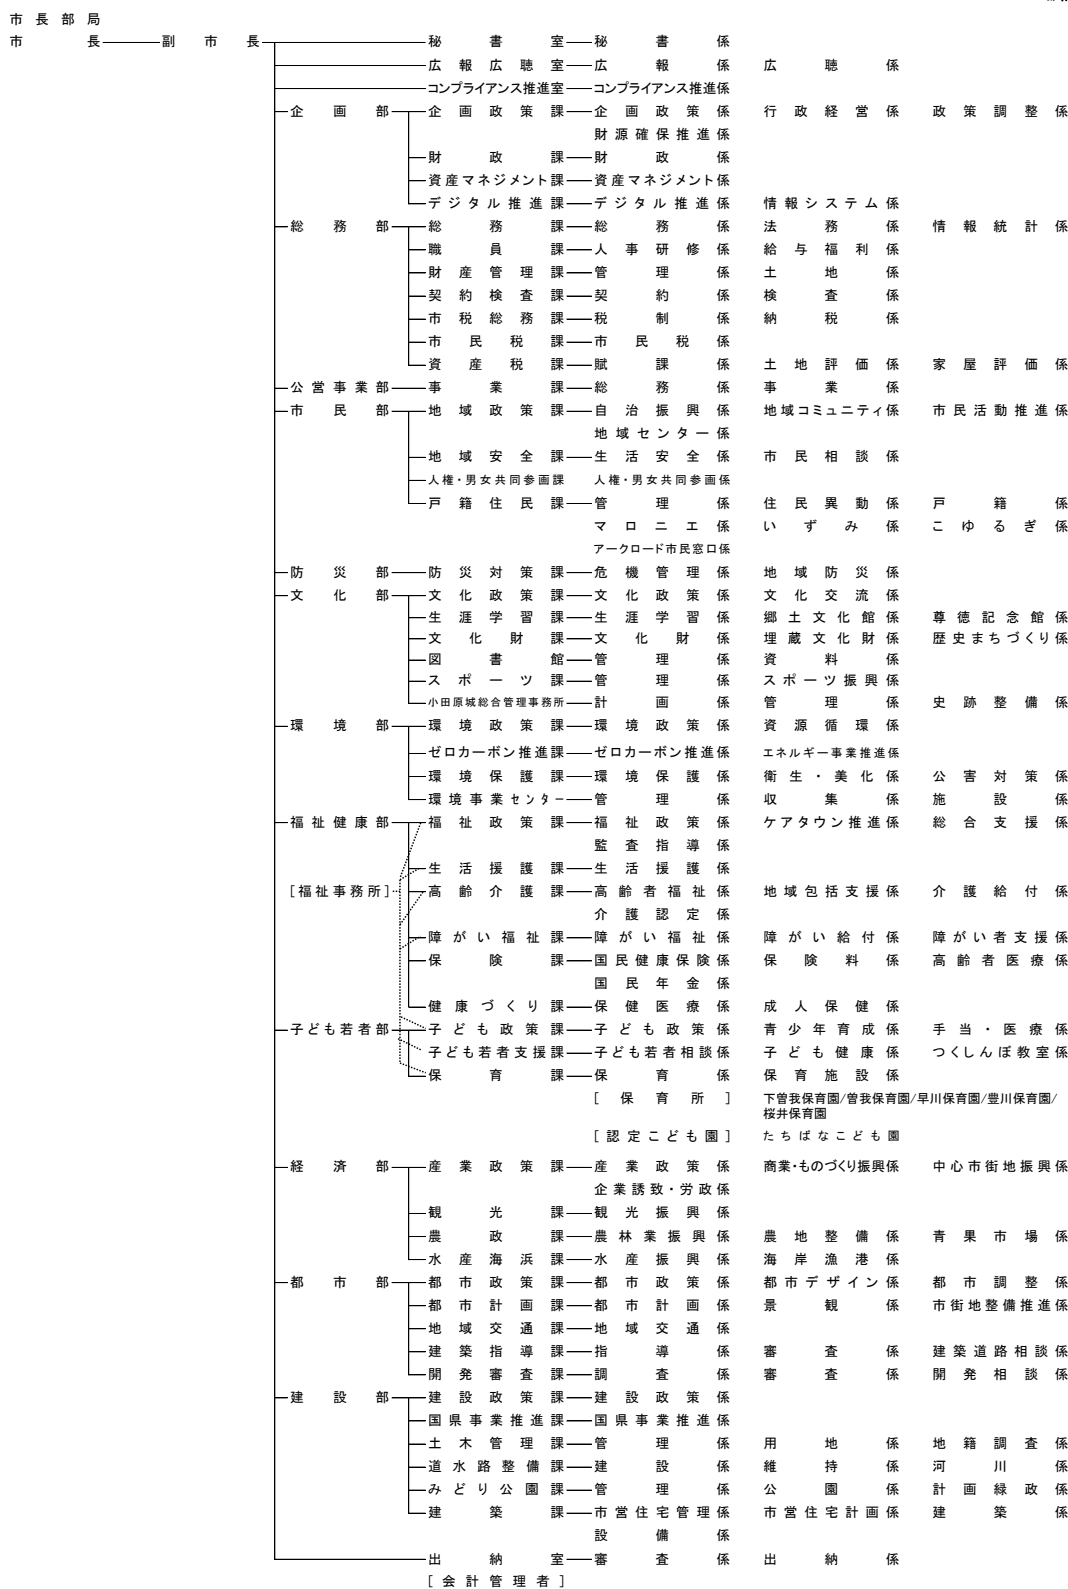 市長部局
市長 副市長 秘書室 秘書係
広報広聴室 広報係 広聴係
コンプライアンス推進室 コンプライアンス推進係
企画部 企画政策課 企画政策係 行政経営係 政策調整係
財源確保推進係
財政課 財政係
資産マネジメント課 資産マネジメント係
デジタル推進課 デジタル推進係 情報システム係
総務部 総務課 総務係 法務係 情報統計係
職員課 人事研修係 給与福利係
財産管理課 管理係 土地係
契約検査課 契約係 検査係
市税総務課 税制係 納税係
市民税課 市民税係
資産税課 賦課係 土地評価係 家屋評価係
公営事業部 事業課 総務係 事業係
市民部 地域政策課 自治振興係 地域コミュニティ係 市民活動推進係
地域センター係
地域安全課 生活安全係 市民相談係
人権・男女共同参画課 人権・男女共同参画係
戸籍住民課 管理係 住民異動係 戸籍係
マロニエ係 いずみ係 こゆるぎ係
アークロード市民窓口係
防災部 防災対策課 危機管理係 地域防災係
文化部 文化政策課 文化政策係 文化交流係
生涯学習課 生涯学習係 郷土文化館係 尊徳記念館係
文化財課 文化財係 埋蔵文化財係 歴史まちづくり係
図書館 管理係 資料係
スポーツ課 管理係 スポーツ振興係
小田原城総合管理事務所 計画係 管理係 史跡整備係
環境部 環境政策課 環境政策係 資源循環係
ゼロカーボン推進課 ゼロカーボン推進係 エネルギー事業推進係
環境保護課 環境保護係 衛生・美化係 公害対策係
環境事業センター 管理係 収集係 施設係
福祉健康部 福祉政策課 福祉政策係 ケアタウン推進係 総合支援係
監査指導係
生活援護課 生活援護係
[福祉事務所] 高齢介護課 高齢者福祉係 地域包括支援係 介護給付係
介護認定係
障がい福祉課 障がい福祉係 障がい給付係 障がい者支援係
保険課 国民健康保険係 保険料係 高齢者医療係
国民年金係
健康づくり課 保健医療係 成人保健係
子ども若者部 子ども政策課 子ども政策係 青少年育成係 手当・医療係
子ども若者支援課 子ども若者相談係 子ども健康係 つくしんぼ教室係
保育課 保育係 保育施設係
[保育所] 下曽我保育園/曽我保育園/早川保育園/豊川保育園/
桜井保育園
[認定こども園] たちばなこども園
経済部 産業政策課 産業政策係 商業・ものづくり振興係 中心市街地振興係
企業誘致・労政係
観光課 観光振興係
農政課 農林業振興係 農地整備係 青果市場係
水産海浜課 水産振興係 海岸漁港係
都市部 都市政策課 都市政策係 都市デザイン係 都市調整係
都市計画課 都市計画係 景観係 市街地整備推進係
地域交通課 地域交通係
建築指導課 指導係 審査係 建築道路相談係
開発審査課 調査係 審査係 開発相談係
建設部 建設政策課 建設政策係
国県事業推進課 国県事業推進係
土木管理課 管理係 用地係 地籍調査係
道水路整備課 建設係 維持係 河川係
みどり公園課 管理係 公園係 計画緑政係
建築課 市営住宅管理係 市営住宅計画係 建築係
設備係
出納室 審査係 出納係
[会計管理者]